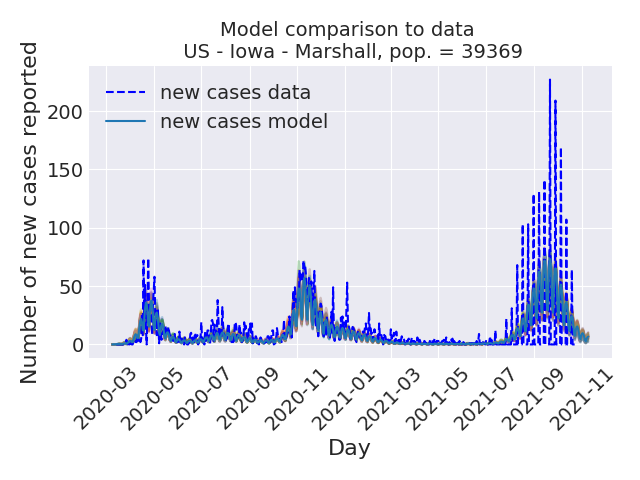 Model comparison to data
US - Iowa - Marshall, pop. = 39369
Number of new cases reported
200
150
100
50
0
new cases data
new cases model
2020-03
2020-05
2020-07
2020-09
2020-11
2021-01
2021-03
2021-05
2021-07
2021-09
2021-11
Day